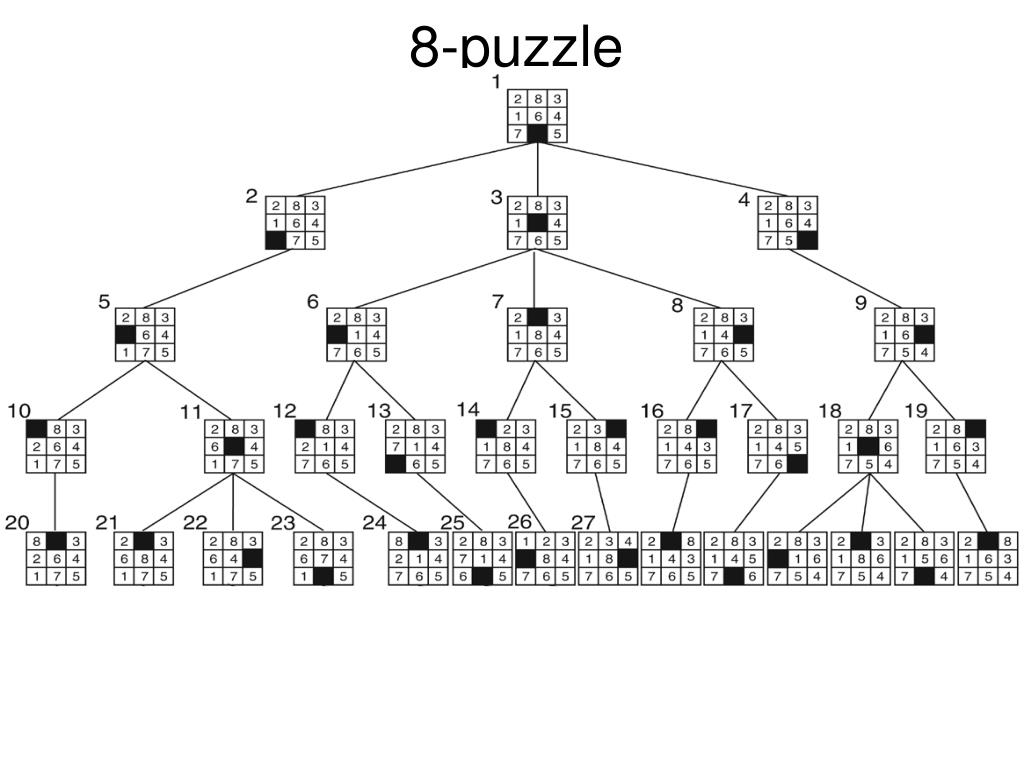 8-puzzle
1
2 8 3
1 6 4
7 5
2
2 8 3
1 6 4
7 5
3
2 8 3
1 4
7 6 5
4
2 8 3
1 6 4
7 5
5
2 8 3
6 4
1 7 5
6
2 8 3
1 4
7 6 5
7
2 3
1 8 4
7 6 5
8
2 8 3
1 4
7 6 5
9
2 8 3
1 6
7 5 4
10
8 3
2 6 4
1 7 5
11
2 8 3
6 4
1 7 5
12
8 3
2 1 4
7 6 5
13
2 8 3
7 1 4
6 5
14
2 3
1 8 4
7 6 5
15
2 3
1 8 4
7 6 5
16
2 8
1 4 3
7 6 5
17
2 8 3
1 4 5
7 6
18
2 8 3
1 6
7 5 4
19
2 8
1 6 3
7 5 4
20
8 3
2 6 4
1 7 5
21
2 3
6 8 4
1 7 5
22
2 8 3
6 4
1 7 5
23
2 8 3
6 7 4
1 5
24
8 3
2 1 4
7 6 5
25
2 8 3
7 1 4
6 5
26
1 2 3
8 4
7 6 5
27
2 3 4
1 8
7 6 5
2 8
1 4 3
7 6 5
2 8 3
1 4 5
7 6
2 8 3
1 6
7 5 4
2 3
1 8 6
7 5 4
2 8 3
1 5 6
7 4
2 8
1 6 3
7 5 4